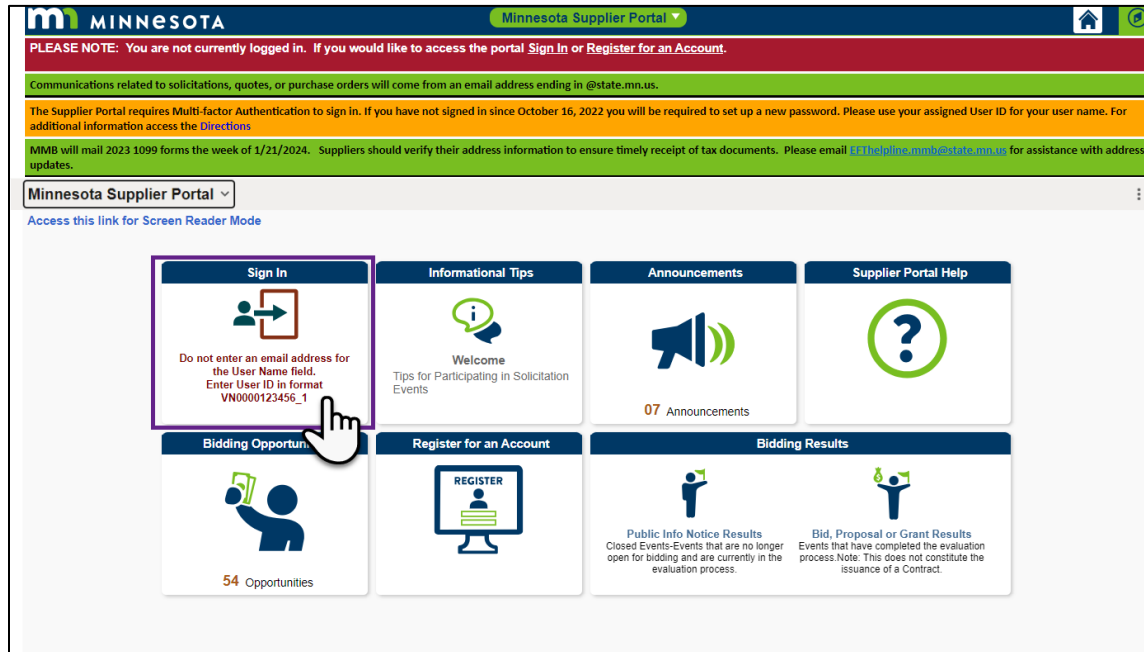 mn MINNESOTA
Minnesota Supplier Portal
PLEASE NOTE: You are not currently logged in. If you would like to access the portal Sign In or Register for an Account.
Communications related to solicitations, quotes, or purchase orders will come from an email address ending in @state.mn.us.
The Supplier Portal requires Multi-factor Authentication to sign in. If you have not signed in since October 16, 2022 you will be required to set up a new password. Please use your assigned User ID for your user name. For
additional information access the Directions
MMB will mail 2023 1099 forms the week of 1/21/2024. Suppliers should verify their address information to ensure timely receipt of tax documents. Please email EFThelpline.mmb@state.mn.us for assistance with address
updates.
Minnesota Supplier Portal
Access this link for Screen Reader Mode
Sign In
Do not enter an email address for
the User Name field.
Enter User ID in format
VN0000123456_1
Informational Tips
Welcome
Tips for Participating in Solicitation
Events
Announcements
07 Announcements
Supplier Portal Help
?
Bidding Opportun
54 Opportunities
Register for an Account
REGISTER
Bidding Results
Public Info Notice Results
Closed Events-Events that are no longer
open for bidding and are currently in the
evaluation process.
Bid, Proposal or Grant Results
Events that have completed the evaluation
process.Note: This does not constitute the
issuance of a Contract.